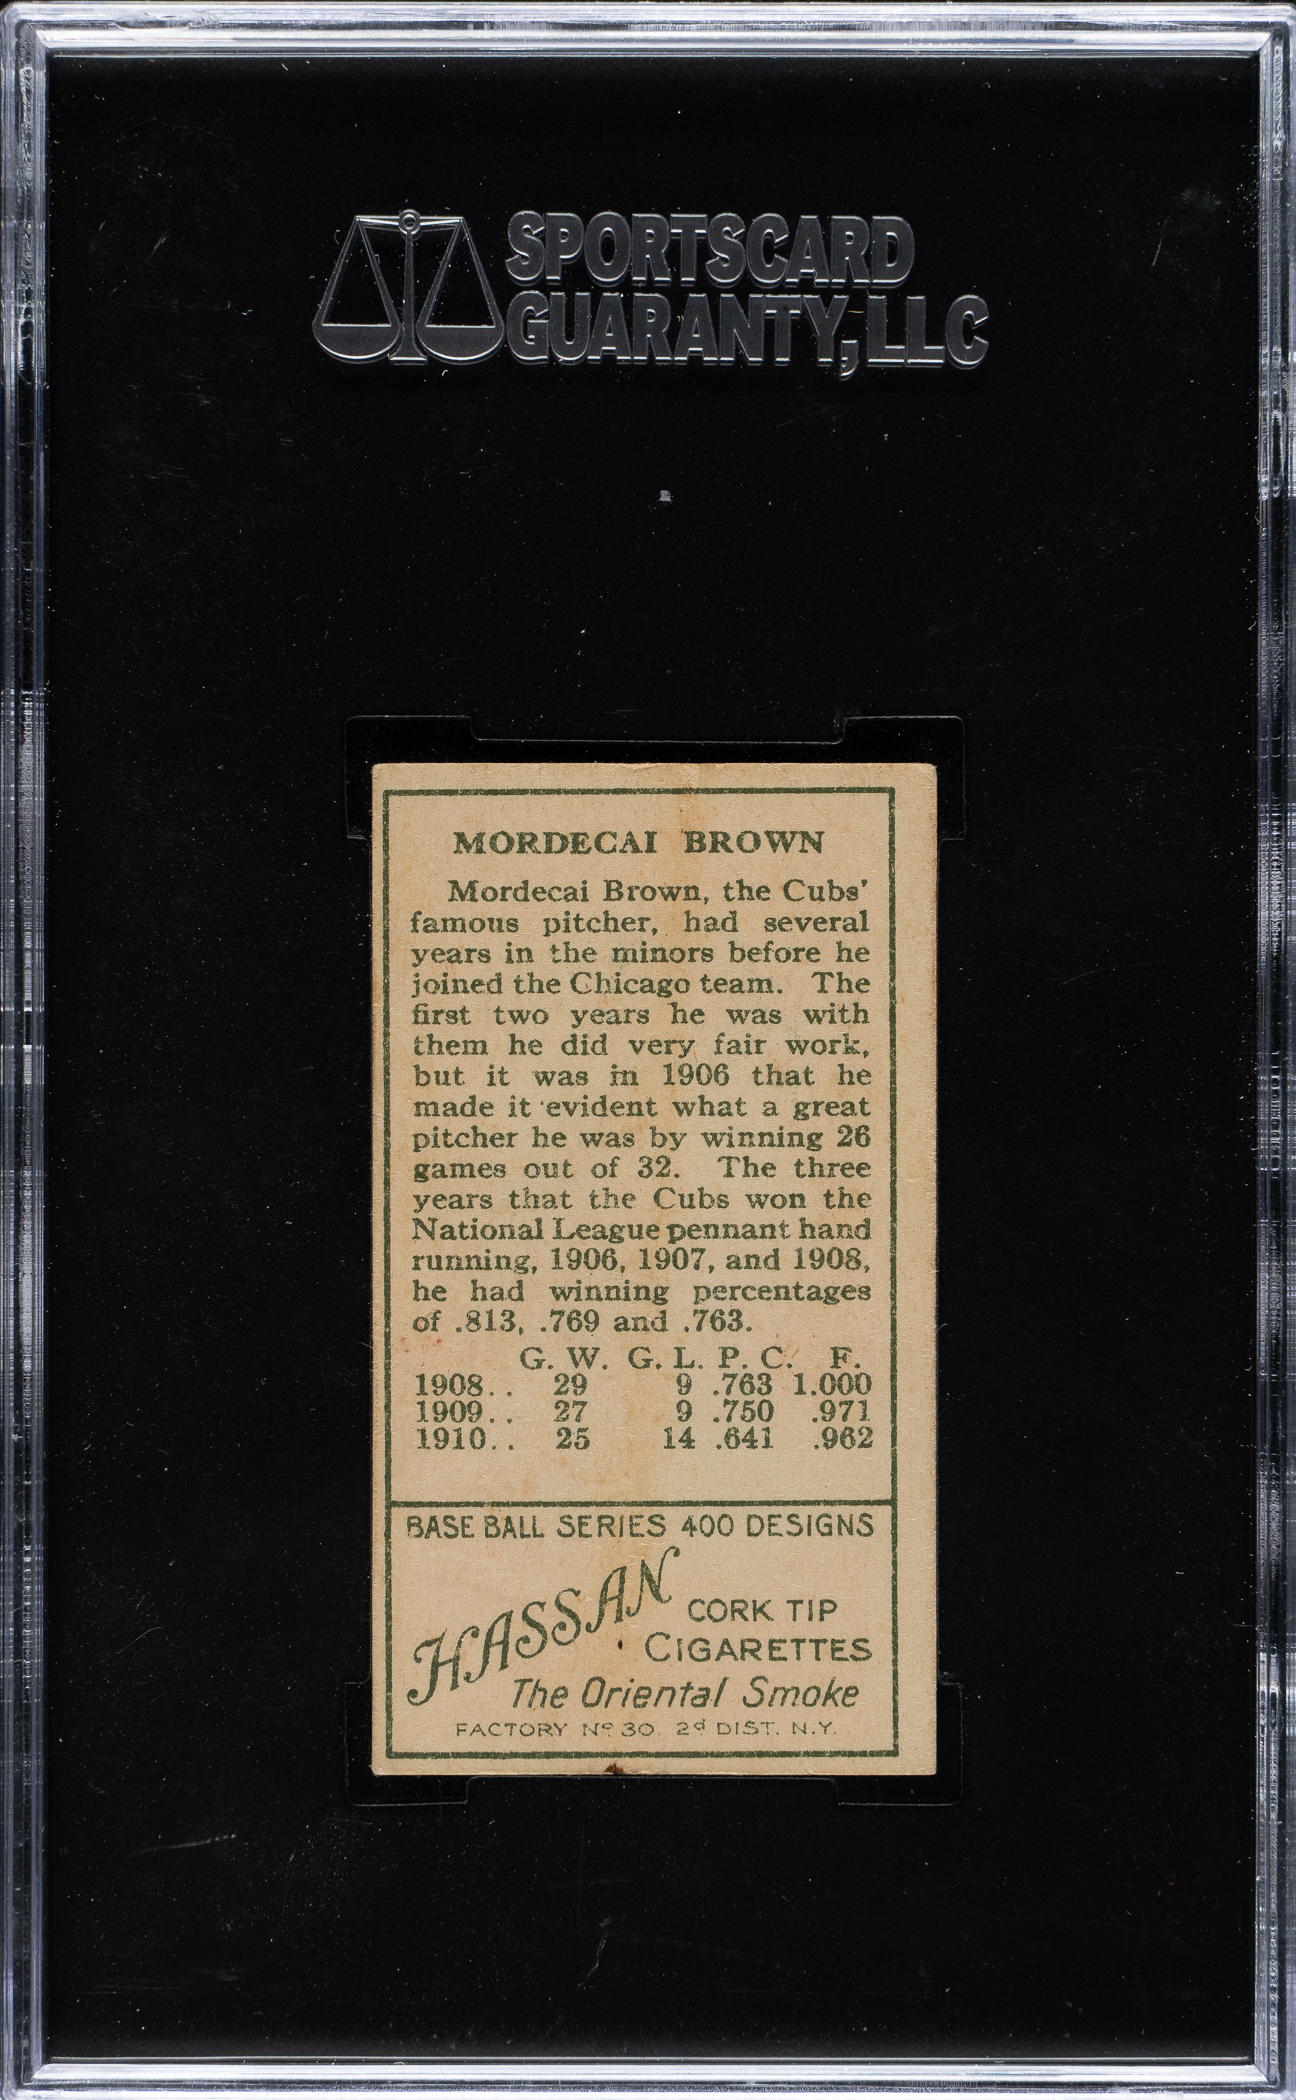 SPORTSCARD
GUARANTY, LLC
MORDECAI BROWN
Mordecai Brown, the Cubs'
famous pitcher, had several
years in the minors before he
joined the Chicago team. The
first two years he was with
them he did very fair work,
but it was in 1906 that he
made it evident what a great
pitcher he was by winning 26
games out of 32. The three
years that the Cubs won the
National League pennant hand
running, 1906, 1907, and 1908,
he had winning percentages
of .813, .769 and .763.
G. W. G. L. P. C. F.
1908.. 29 9 .763 1.000
1909.. 27 9 .750 .971
1910.. 25 14 .641 .962
BASE BALL SERIES 400 DESIGNS
HASSAN CORK TIP
CIGARETTES
The Oriental Smoke
FACTORY Nº 30. 2d DIST. N.Y.